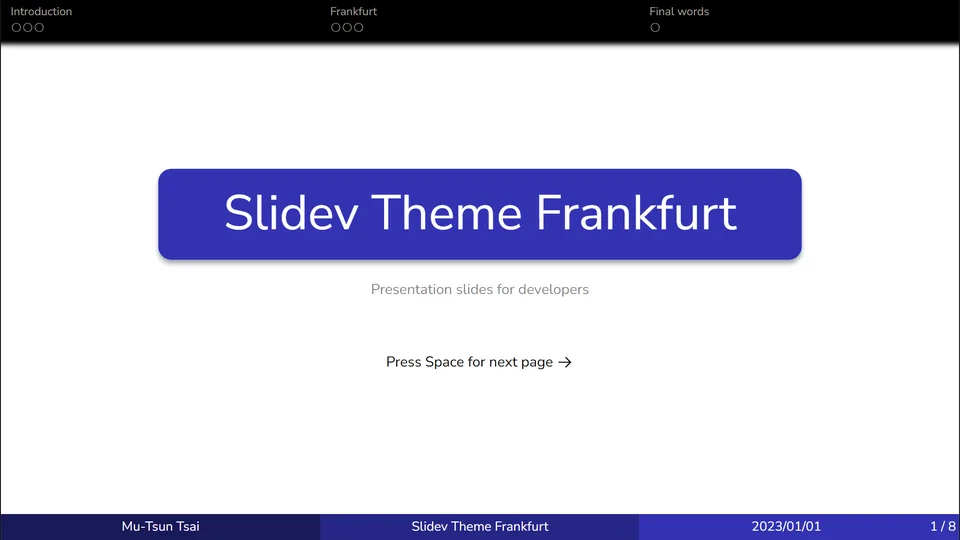 Introduction Frankfurt Final words
Slidev Theme Frankfurt
Presentation slides for developers
Press Space for next page →
Mu-Tsun Tsai Slidev Theme Frankfurt 2023/01/01 1 / 8